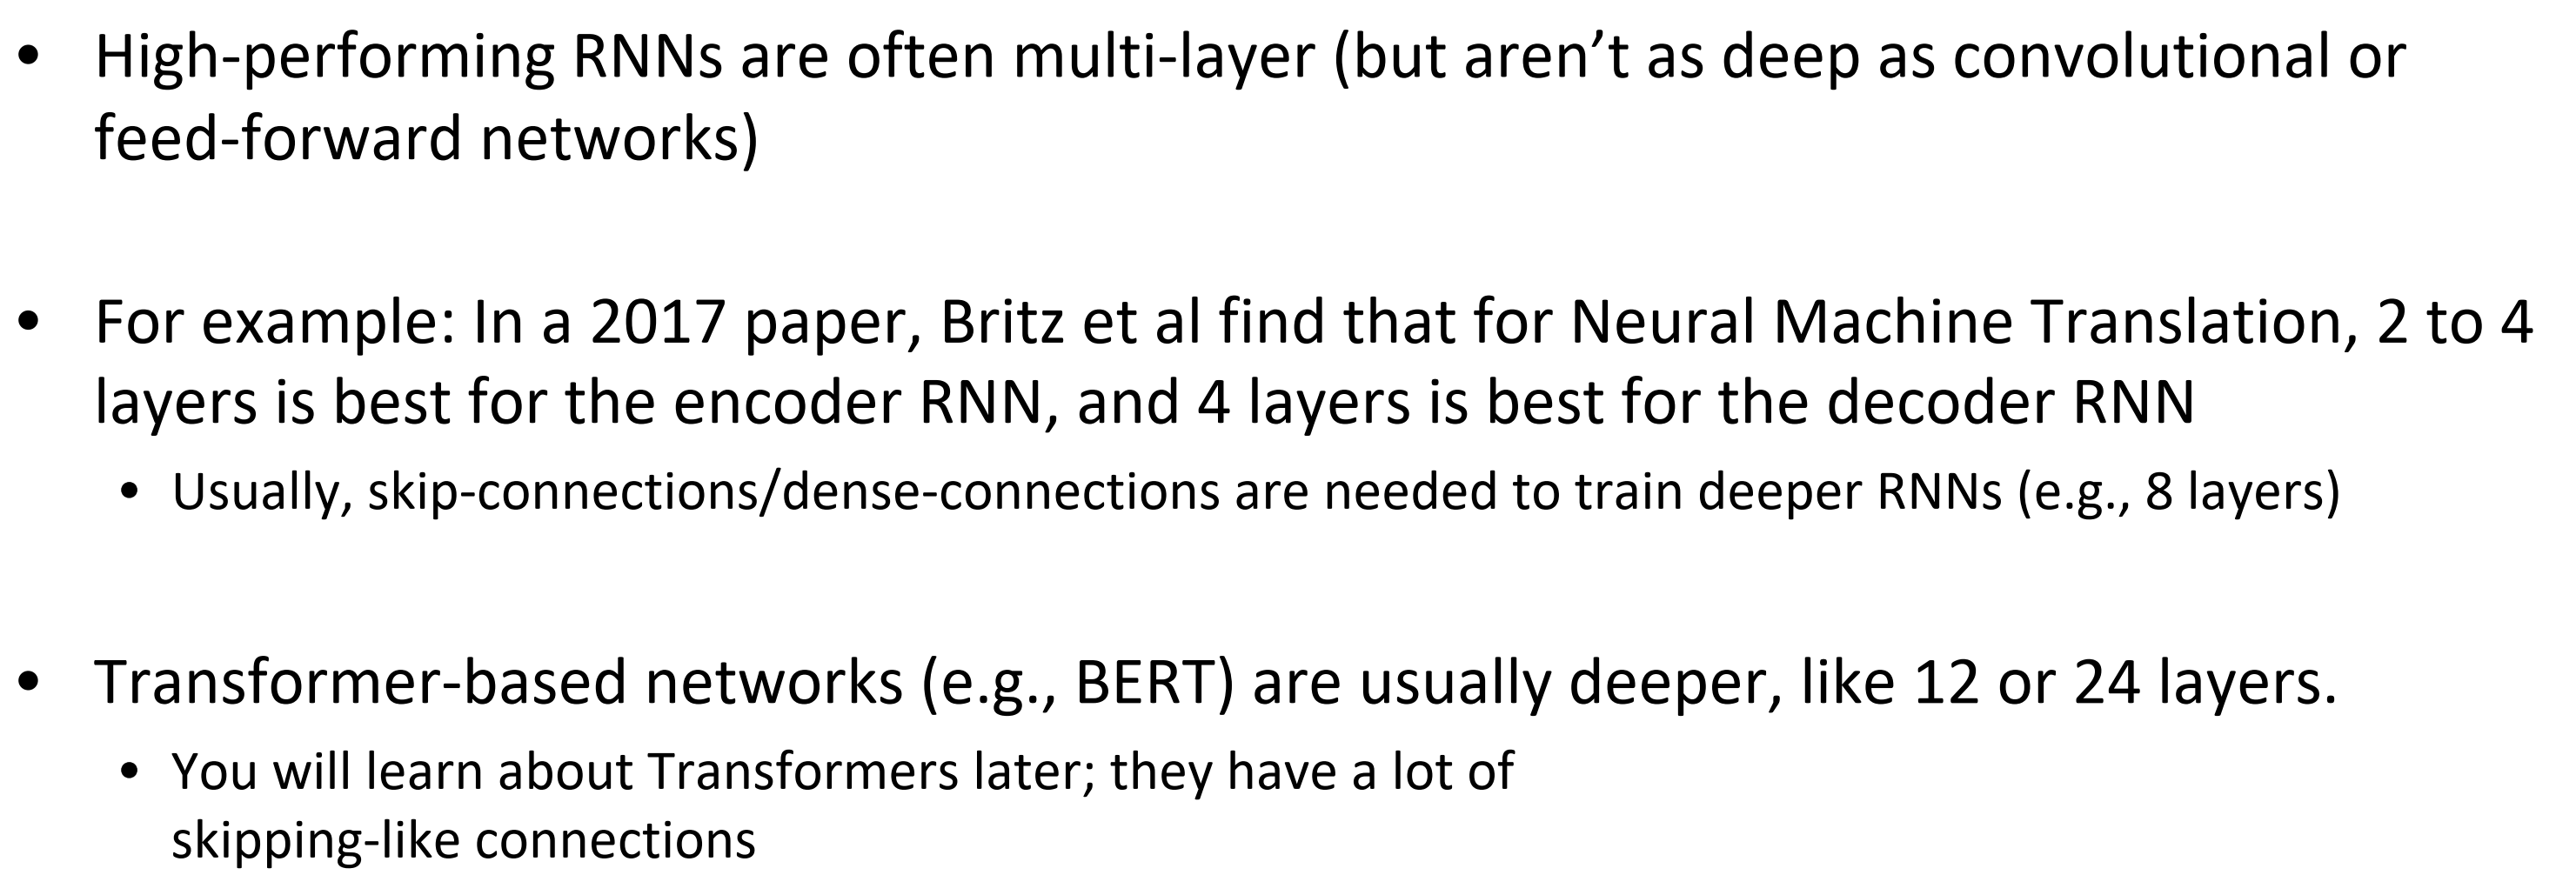 • High-performing RNNs are often multi-layer (but aren’t as deep as convolutional or
feed-forward networks)
• For example: In a 2017 paper, Britz et al find that for Neural Machine Translation, 2 to 4
layers is best for the encoder RNN, and 4 layers is best for the decoder RNN
• Usually, skip-connections/dense-connections are needed to train deeper RNNs (e.g., 8 layers)
• Transformer-based networks (e.g., BERT) are usually deeper, like 12 or 24 layers.
• You will learn about Transformers later; they have a lot of
skipping-like connections